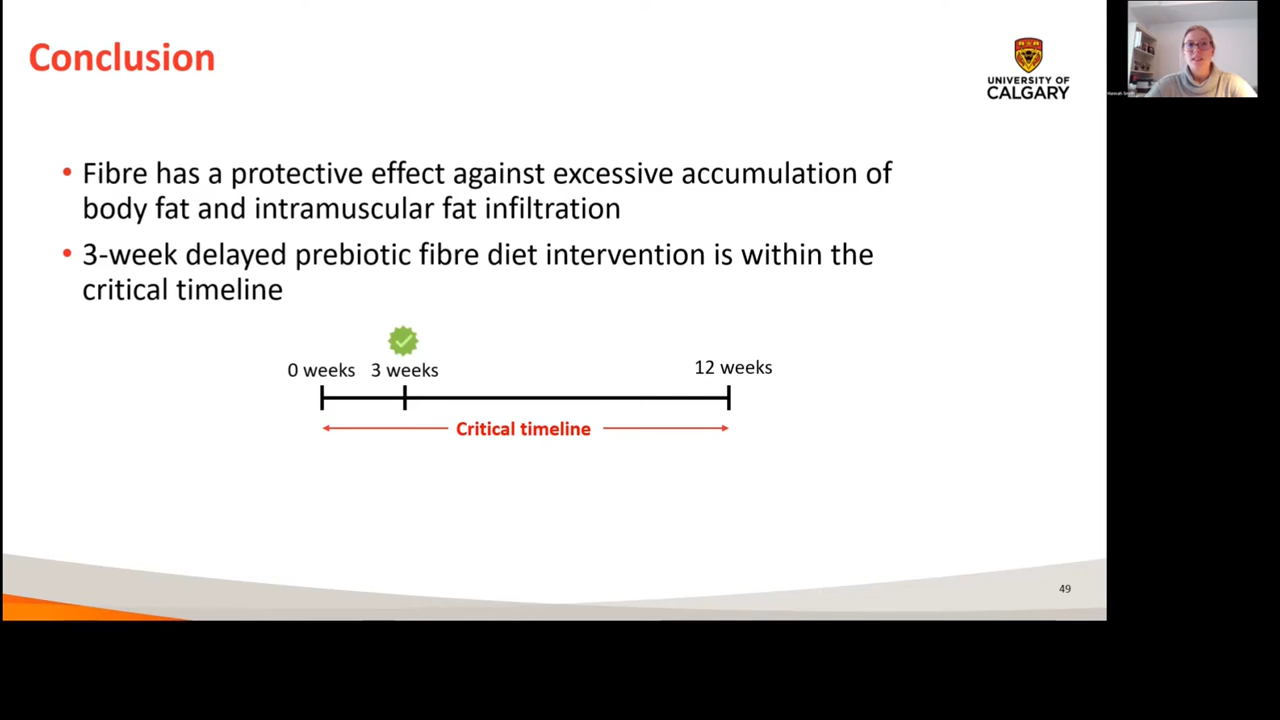 Conclusion
UNIVERSITY OF
CALGARY
• Fibre has a protective effect against excessive accumulation of
body fat and intramuscular fat infiltration
• 3-week delayed prebiotic fibre diet intervention is within the
critical timeline
0 weeks 3 weeks 12 weeks
Critical timeline
49